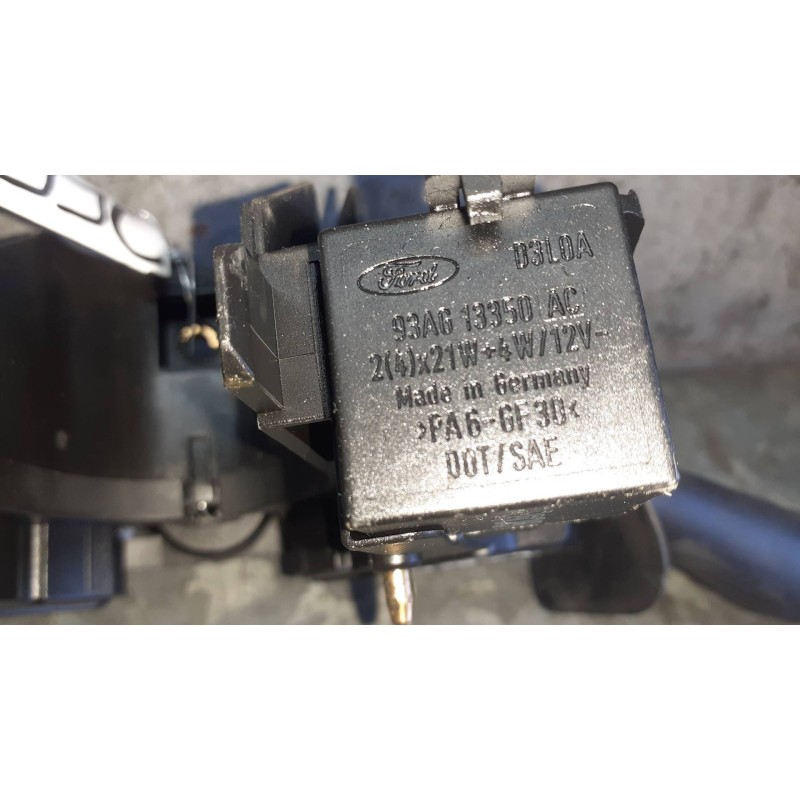 Ford D3L0A
93AG 13350 AC
2(4)x21W+4W/12V-
Made in Germany
>PA6-GF30<
DOT/SAE